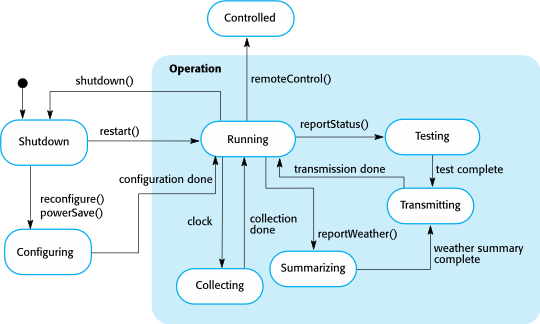 Controlled
Operation
shutdown()
remoteControl()
Shutdown
restart()
Running
reportStatus()
Testing
configuration done
transmission done
test complete
reconfigure()
powerSave()
Transmitting
clock
collection
done
reportWeather()
Configuring
weather summary
complete
Collecting
Summarizing